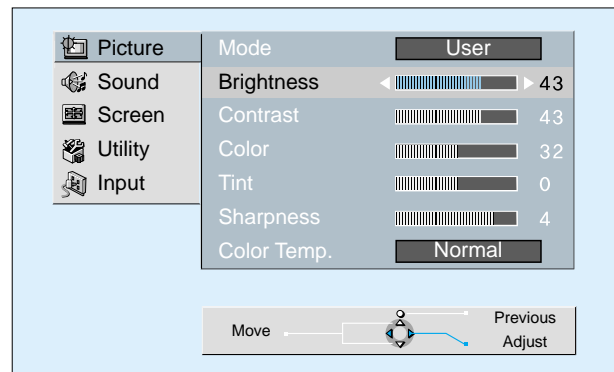 Picture
Sound
Screen
Utility
Input
Mode User
Brightness 43
Contrast 43
Color 32
Tint 0
Sharpness 4
Color Temp. Normal
Move
Previous
Adjust